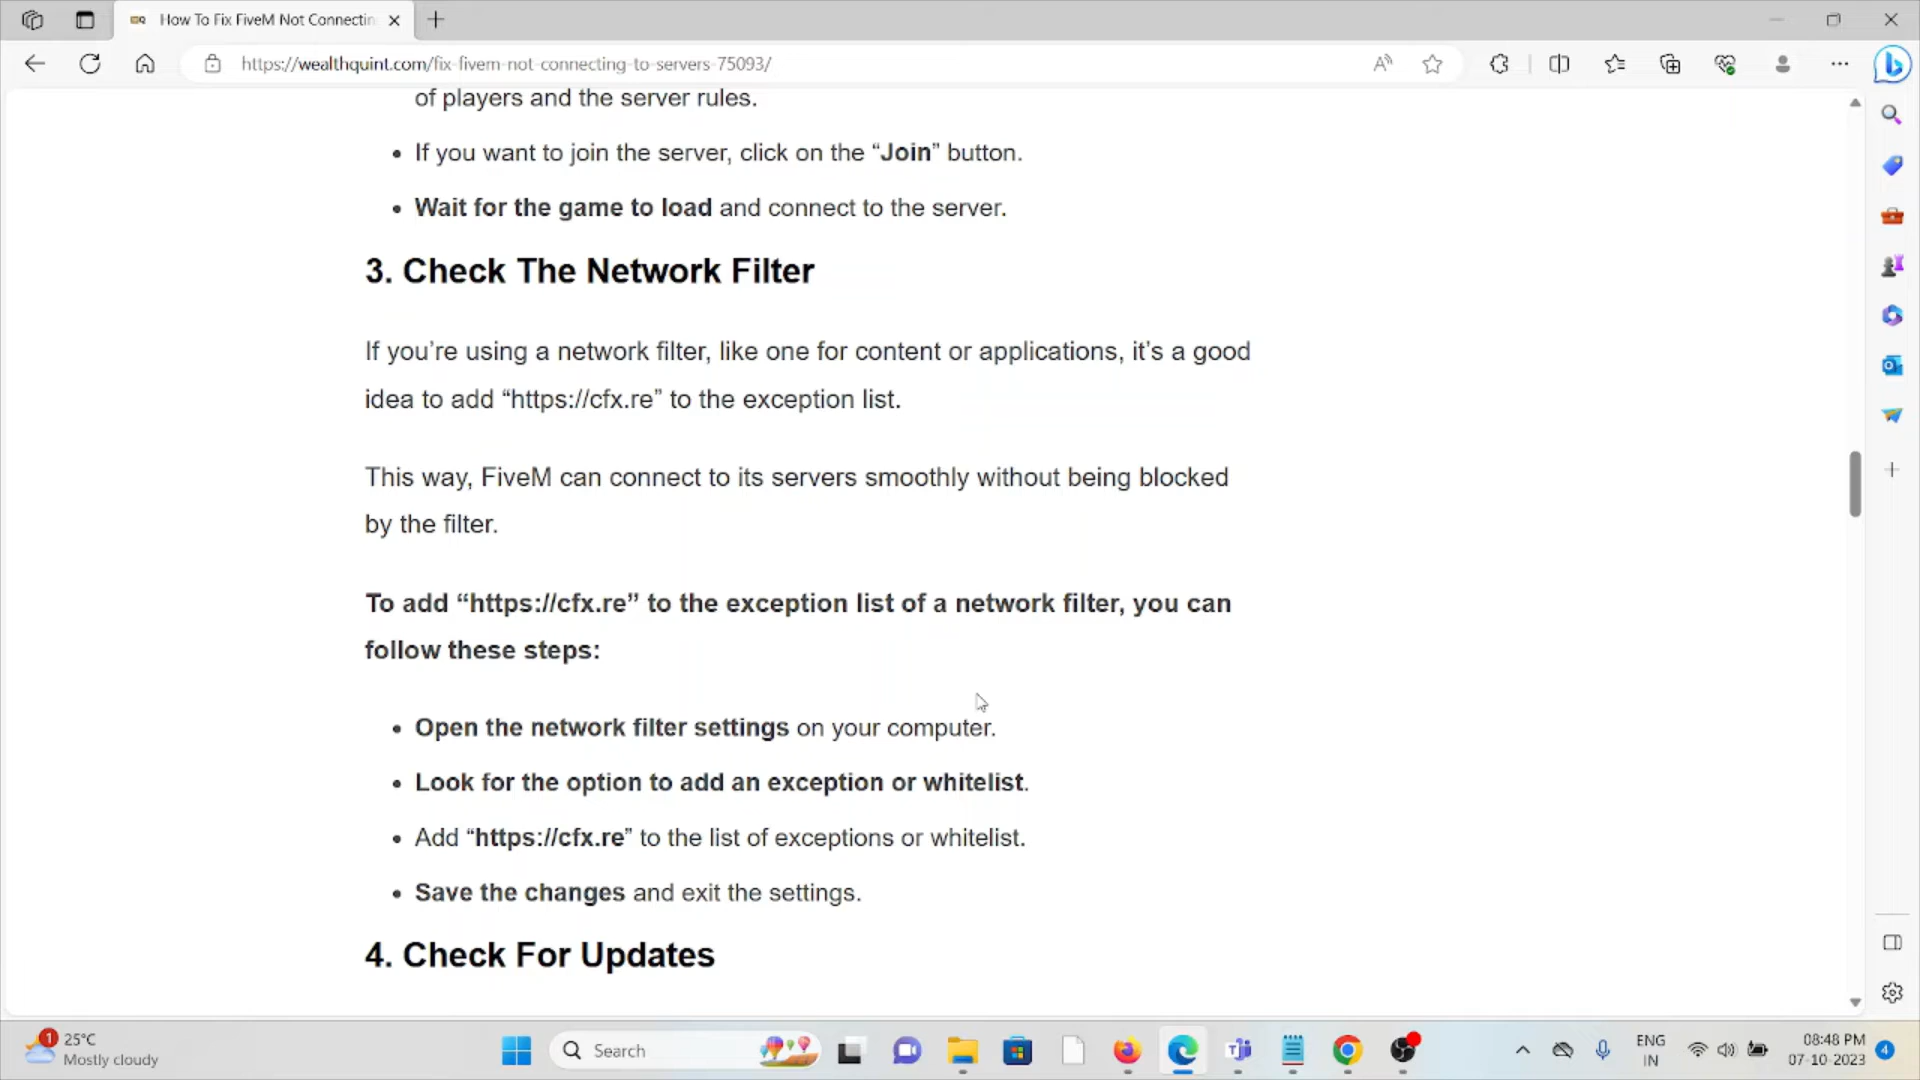 How To Fix FiveM Not Connectin
https://wealthquint.com/fix-fivem-not-connecting-to-servers-75093/
of players and the server rules.
• If you want to join the server, click on the “Join” button.
• Wait for the game to load and connect to the server.
3. Check The Network Filter
If you’re using a network filter, like one for content or applications, it’s a good
idea to add “https://cfx.re” to the exception list.
This way, FiveM can connect to its servers smoothly without being blocked
by the filter.
To add “https://cfx.re” to the exception list of a network filter, you can
follow these steps:
• Open the network filter settings on your computer.
• Look for the option to add an exception or whitelist.
• Add “https://cfx.re” to the list of exceptions or whitelist.
• Save the changes and exit the settings.
4. Check For Updates
1
25°C
Mostly cloudy
Search
ENG
IN
08:48 PM
07-10-2023
4